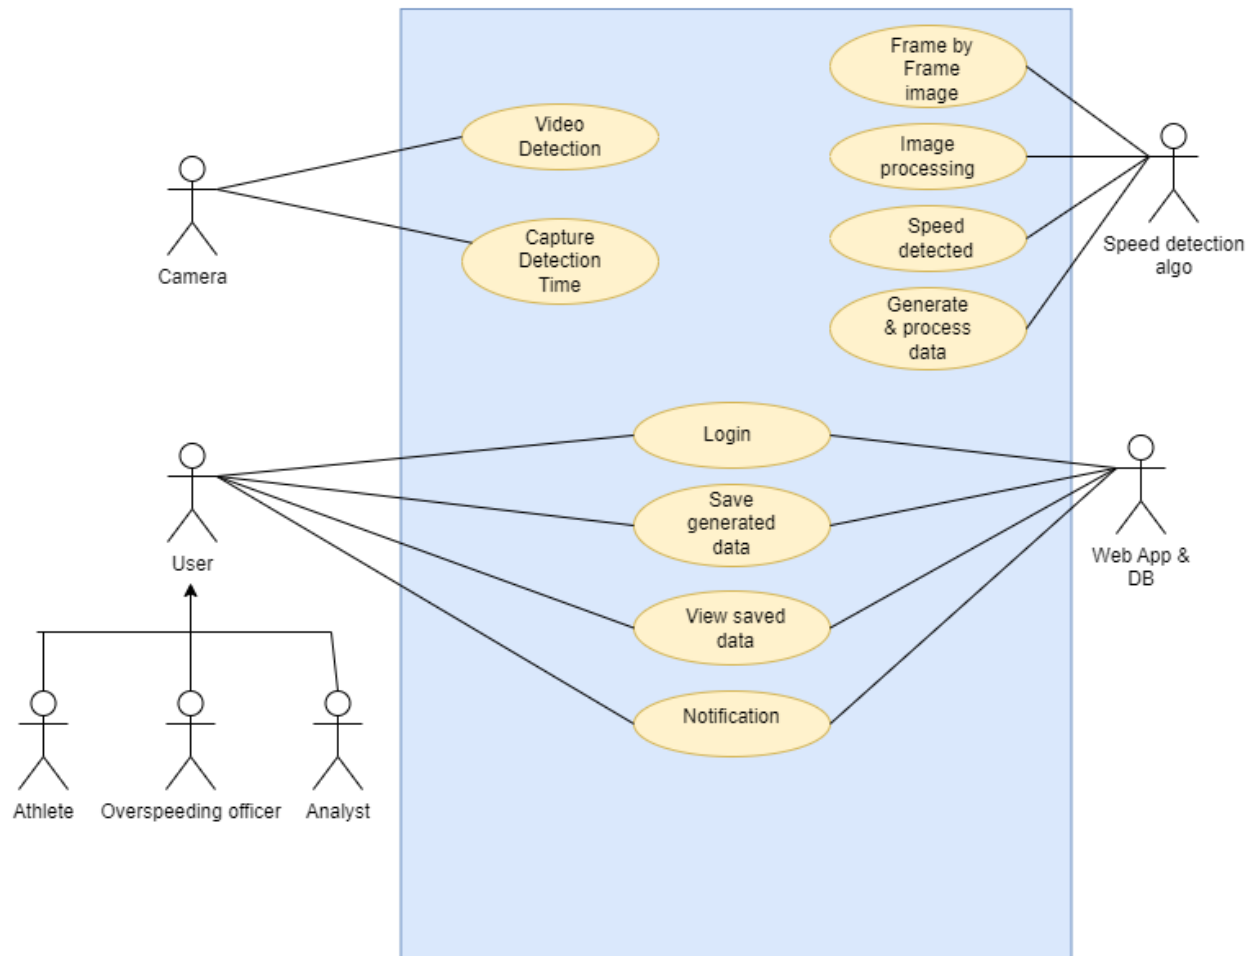 Frame by
Frame
image
Video
Detection
Image
processing
Capture
Detection
Time
Speed
detected
Generate
& process
data
Camera
Speed detection
algo
Login
Save
generated
data
View saved
data
Notification
User
Web App &
DB
Athlete
Overspeeding officer
Analyst